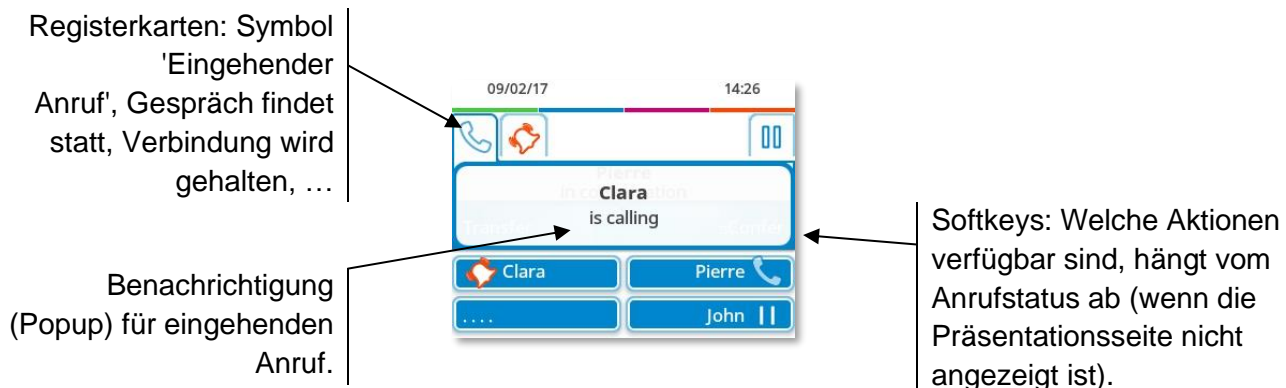 Registerkarten: Symbol
'Eingehender
Anruf', Gespräch findet
statt, Verbindung wird
gehalten, …
Benachrichtigung
(Popup) für eingehenden
Anruf.
09/02/17
14:26
Pierre
Clara
is calling
Transfer
Clara
Pierre
....
John
Softkeys: Welche Aktionen
verfügbar sind, hängt vom
Anrufstatus ab (wenn die
Präsentationsseite nicht
angezeigt ist).